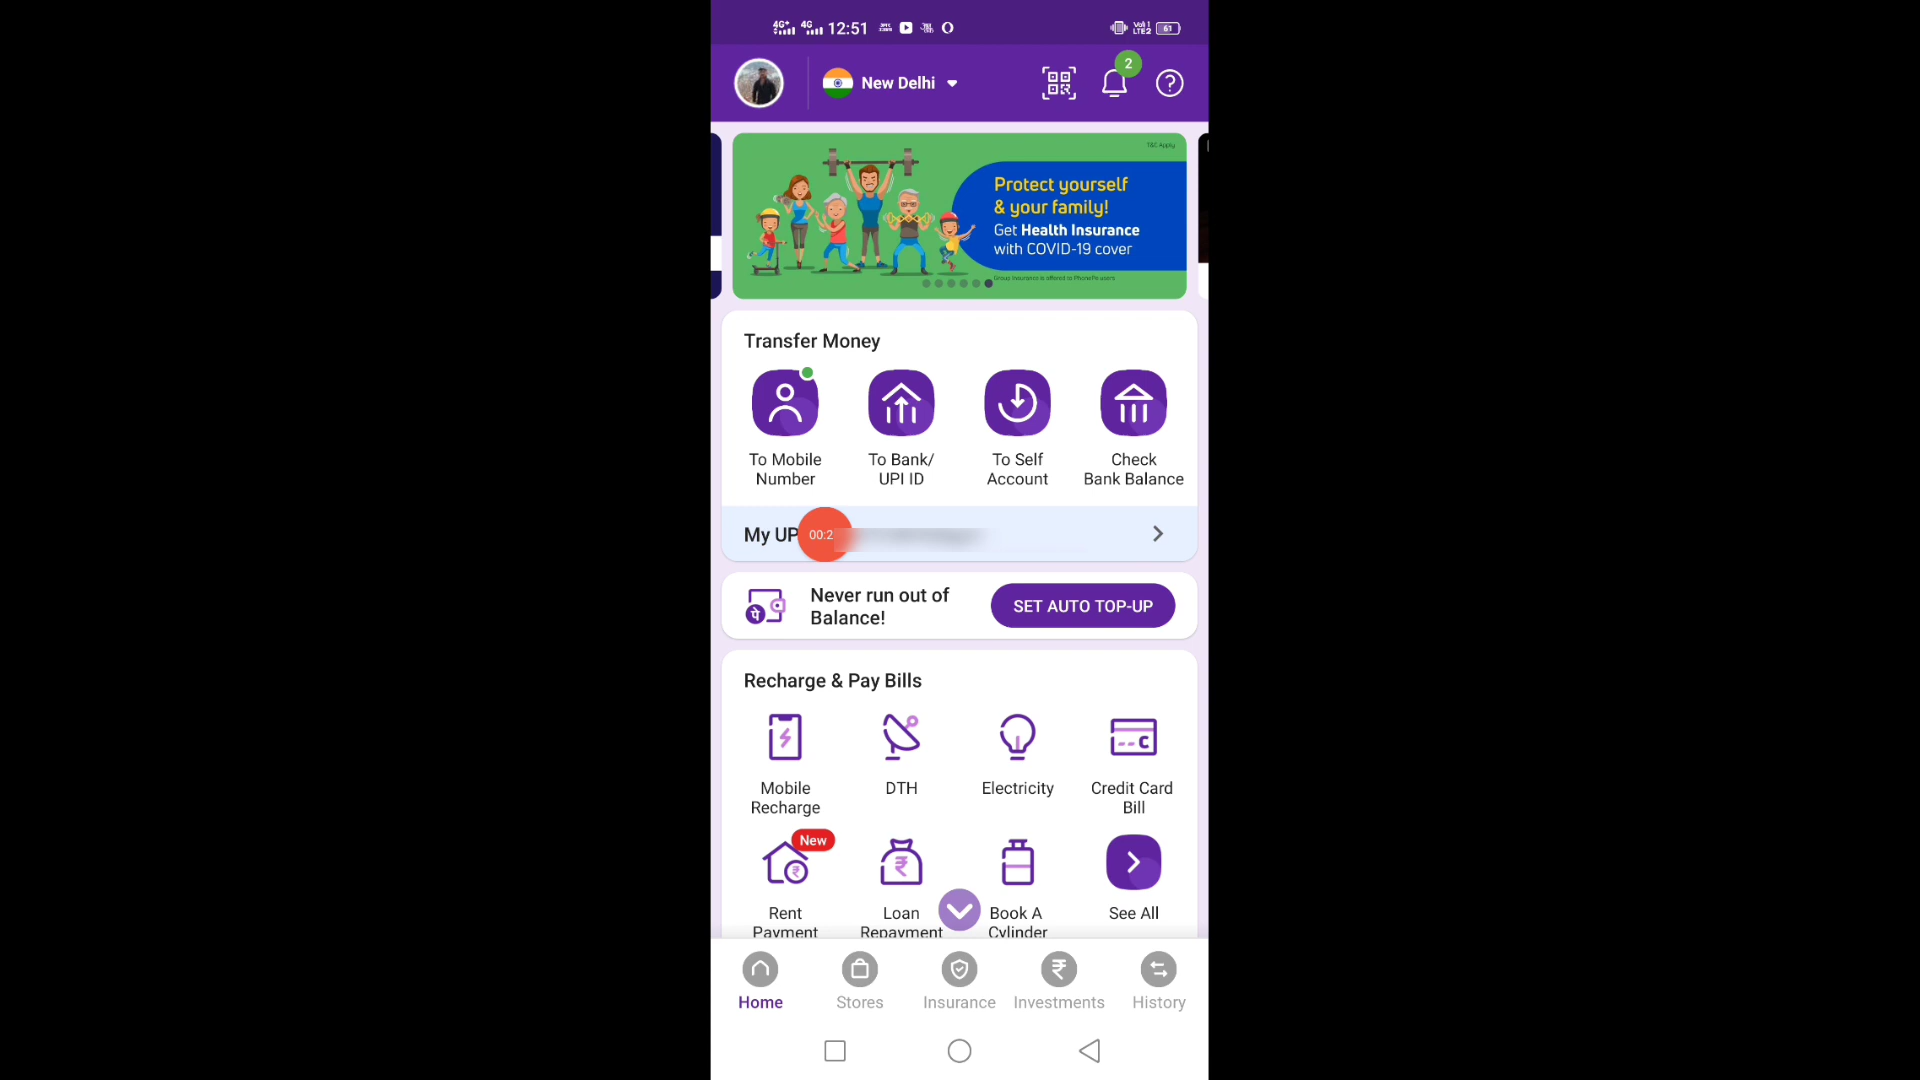 12:51
61
New Delhi
2
T&C Apply
Protect yourself
& your family!
Get Health Insurance
with COVID-19 cover
Group Insurance is offered to PhonePe users
Transfer Money
To Mobile
Number
To Bank/
UPI ID
To Self
Account
Check
Bank Balance
My UP
00:2
पे
Never run out of
Balance!
SET AUTO TOP-UP
Recharge & Pay Bills
Mobile
Recharge
DTH
Electricity
Credit Card
Bill
New
Rent
Payment
Loan
Repayment
Book A
Cylinder
See All
Home
Stores
Insurance
Investments
History